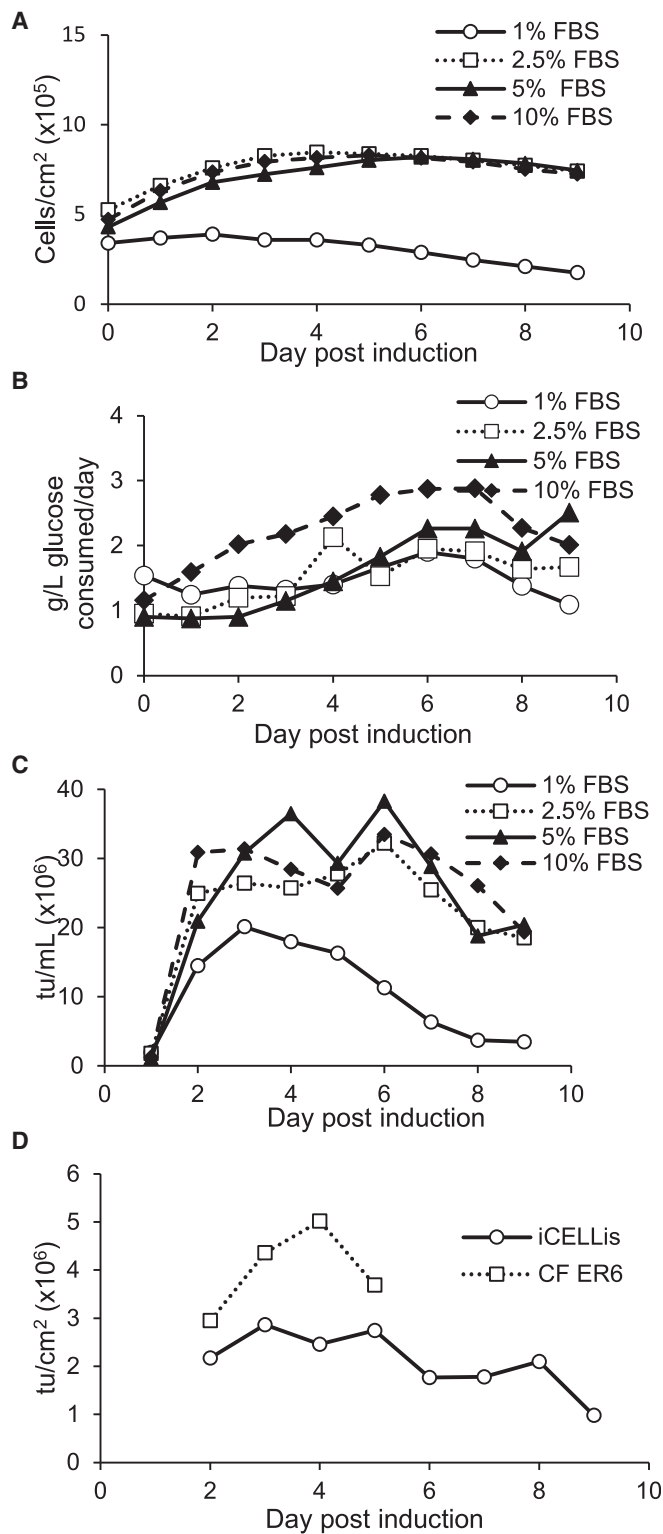 A
15
10
5
0
Cells/cm² (x10⁵)
1% FBS
2.5% FBS
5% FBS
10% FBS
0 2 4 6 8 10
Day post induction
B
4
3
2
1
0
g/L glucose
consumed/day
1% FBS
2.5% FBS
5% FBS
10% FBS
0 2 4 6 8 10
Day post induction
C
40
30
20
10
0
tu/mL (x10⁶)
1% FBS
2.5% FBS
5% FBS
10% FBS
0 2 4 6 8 10
Day post induction
D
6
5
4
3
2
1
0
tu/cm² (x10⁶)
iCELLis
CF ER6
0 2 4 6 8 10
Day post induction